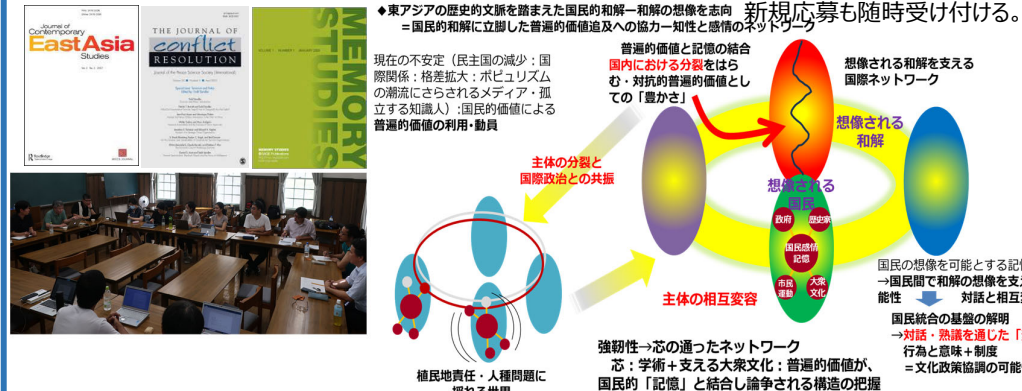 Journal of
Contemporary
East Asia
Studies
Routledge
THE JOURNAL OF
conflict
RESOLUTION
Journal of the Peace Science Society (International)
MEMORY
STUDIES
◆東アジアの歴史的文脈を踏まえた国民的和解ー和解の想像を志向
=国民的和解に立脚した普遍的価値追及への協力ー知性と感情のネットワーク
新規応募も随時受け付ける。
現在の不安定(民主国の減少:国
際関係:格差拡大:ポピュリズム
の潮流にさらされるメディア・孤
立する知識人):国民的価値による
普遍的価値の利用・動員
普遍的価値と記憶の結合
国内における分裂をはら
む・対抗的普遍的価値とし
ての「豊かさ」
想像される和解を支える
国際ネットワーク
想像される
和解
主体の分裂と
国際政治との共振
想像される
国民
政府
歴史家
国民感情
記憶
市民
運動
大衆
文化
主体の相互変容
国民の想像を可能とする記
→国民間で和解の想像を支
能性
対話と相互
国民統合の基盤の解明
→対話・熟議を通じた「
行為と意味+制度
=文化政策協調の可能
植民地責任・人種問題に
強靭性→芯の通ったネットワーク
芯:学術+支える大衆文化:普遍的価値が、
国民的「記憶」と結合し論争される構造の把握